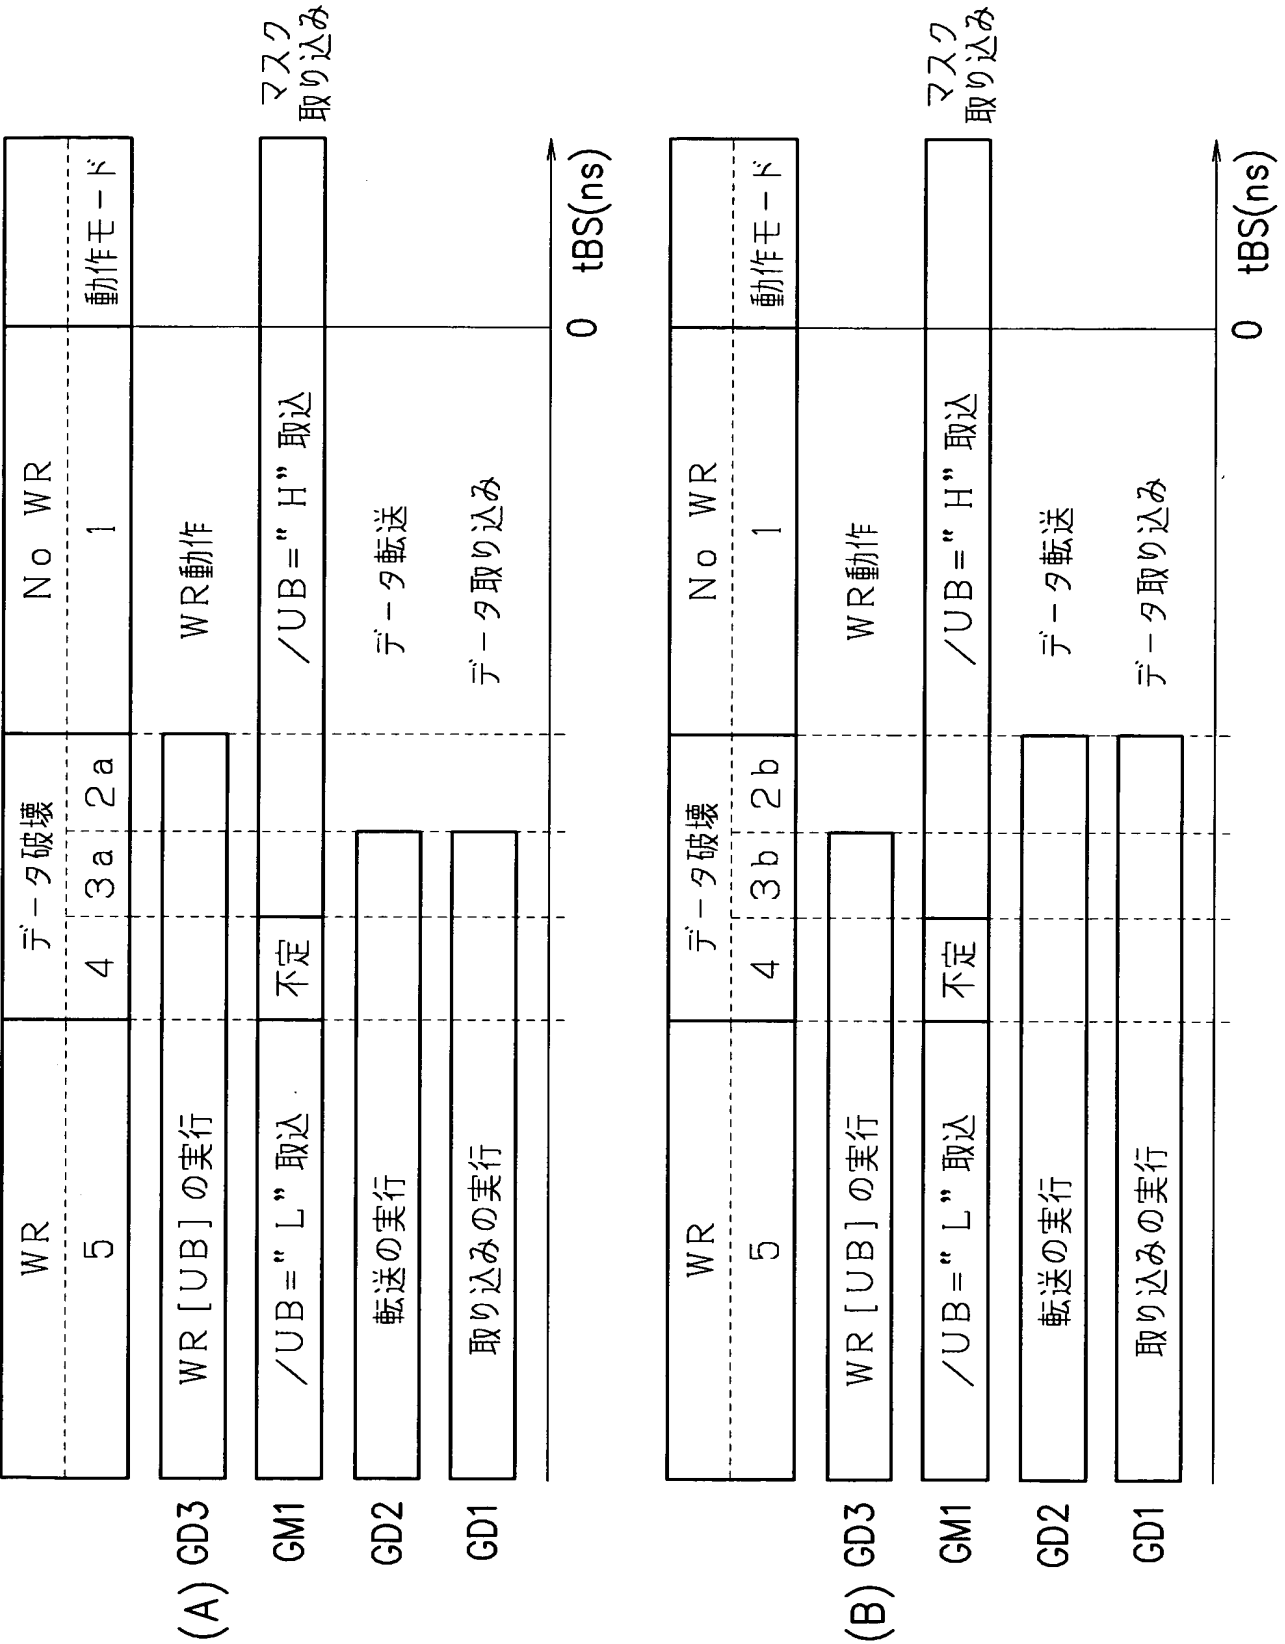 (A)
WR
データ破壊
No WR
5
4
3a
2a
1
動作モード
GD3
WR[UB]の実行
WR動作
GM1
/UB="L"取込
不定
/UB="H"取込
マスク
取り込み
GD2
転送の実行
データ転送
GD1
取り込みの実行
データ取り込み
0
tBS(ns)
(B)
WR
データ破壊
No WR
5
4
3b
2b
1
動作モード
GD3
WR[UB]の実行
WR動作
GM1
/UB="L"取込
不定
/UB="H"取込
マスク
取り込み
GD2
転送の実行
データ転送
GD1
取り込みの実行
データ取り込み
0
tBS(ns)